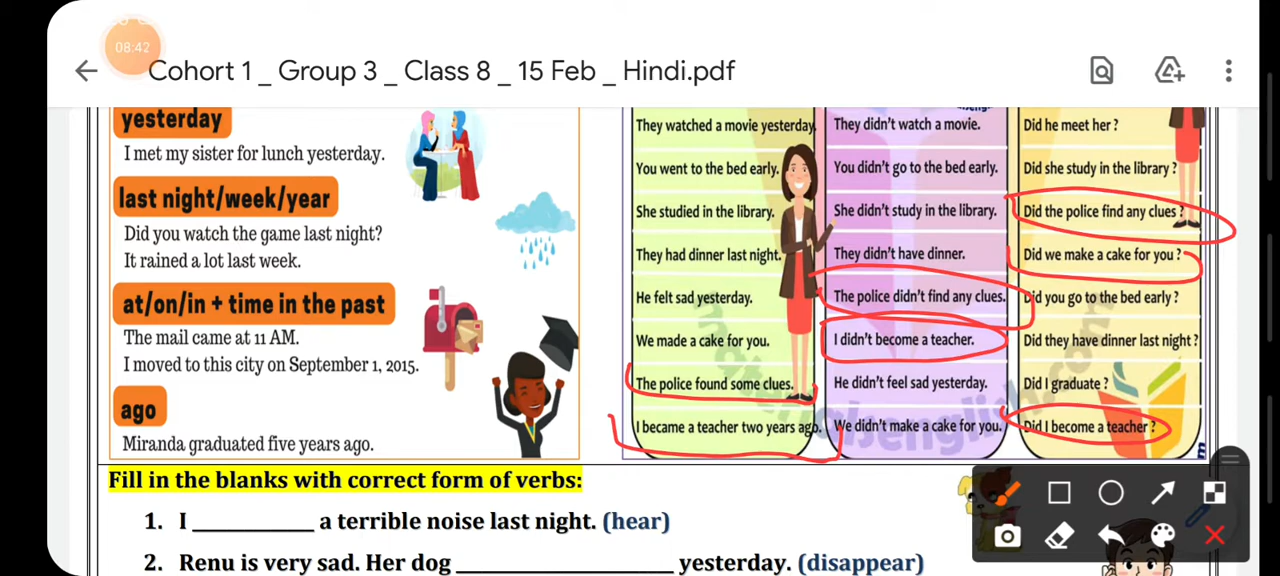 08:42
Cohort 1 _ Group 3 _ Class 8 _ 15 Feb _ Hindi.pdf
yesterday
I met my sister for lunch yesterday.
last night/week/year
Did you watch the game last night?
It rained a lot last week.
at/on/in + time in the past
The mail came at 11 AM.
I moved to this city on September 1, 2015.
ago
Miranda graduated five years ago.
They watched a movie yesterday.
You went to the bed early.
She studied in the library.
They had dinner last night.
He felt sad yesterday.
We made a cake for you.
The police found some clues.
I became a teacher two years ago.
They didn't watch a movie.
You didn't go to the bed early.
She didn't study in the library.
They didn't have dinner.
The police didn't find any clues.
I didn't become a teacher.
He didn't feel sad yesterday.
We didn't make a cake for you.
Did he meet her ?
Did she study in the library ?
Did the police find any clues ?
Did we make a cake for you ?
Did you go to the bed early ?
Did they have dinner last night ?
Did I graduate ?
Did I become a teacher ?
Fill in the blanks with correct form of verbs:
1. I ____________ a terrible noise last night. (hear)
2. Renu is very sad. Her dog _____________________ yesterday. (disappear)